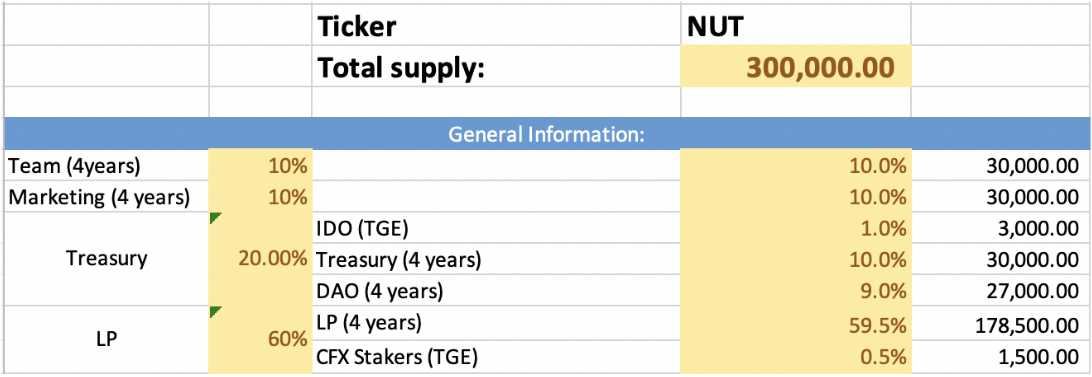 Ticker NUT
Total supply: 300,000.00
General Information:
Team (4years) 10% 10.0% 30,000.00
Marketing (4 years) 10% 10.0% 30,000.00
IDO (TGE) 1.0% 3,000.00
Treasury 20.00% Treasury (4 years) 10.0% 30,000.00
DAO (4 years) 9.0% 27,000.00
LP (4 years) 59.5% 178,500.00
LP 60%
CFX Stakers (TGE) 0.5% 1,500.00